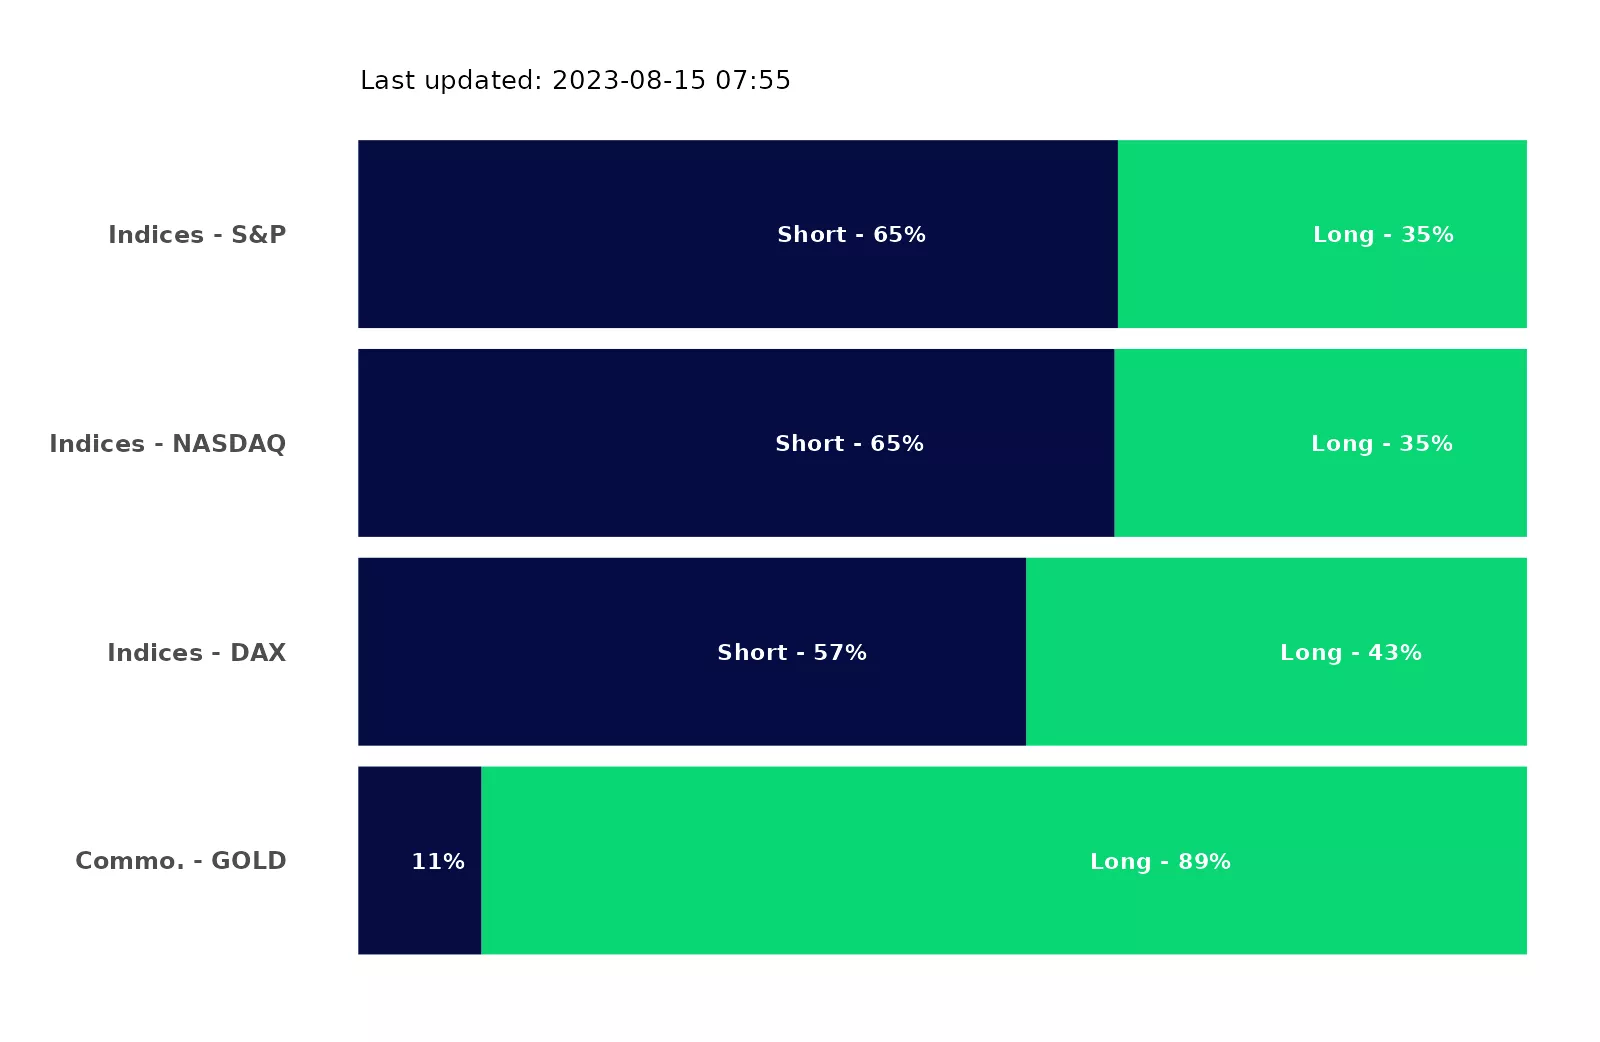 Last updated: 2023-08-15 07:55
Indices - S&P
Short - 65%
Long - 35%
Indices - NASDAQ
Short - 65%
Long - 35%
Indices - DAX
Short - 57%
Long - 43%
Commo. - GOLD
11%
Long - 89%